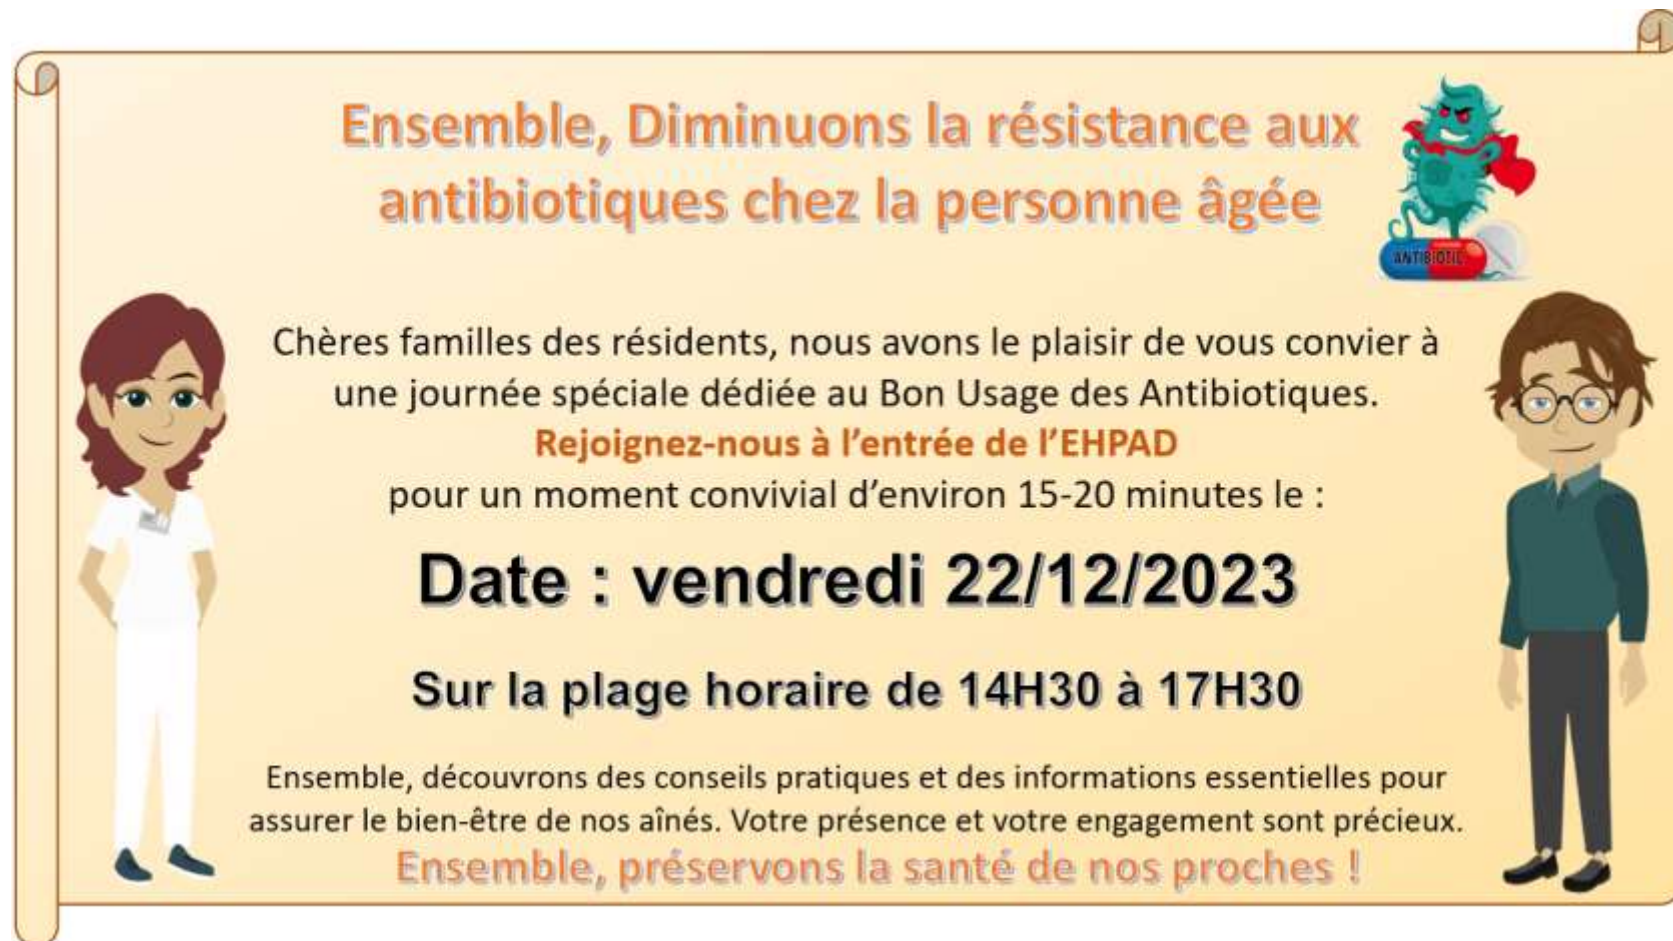 Ensemble, Diminuons la résistance aux
antibiotiques chez la personne âgée
ANTIBIOTIC
Chères familles des résidents, nous avons le plaisir de vous convier à
une journée spéciale dédiée au Bon Usage des Antibiotiques.
Rejoignez-nous à l’entrée de l’EHPAD
pour un moment convivial d’environ 15-20 minutes le :
Date : vendredi 22/12/2023
Sur la plage horaire de 14H30 à 17H30
Ensemble, découvrons des conseils pratiques et des informations essentielles pour
assurer le bien-être de nos aînés. Votre présence et votre engagement sont précieux.
Ensemble, préservons la santé de nos proches !